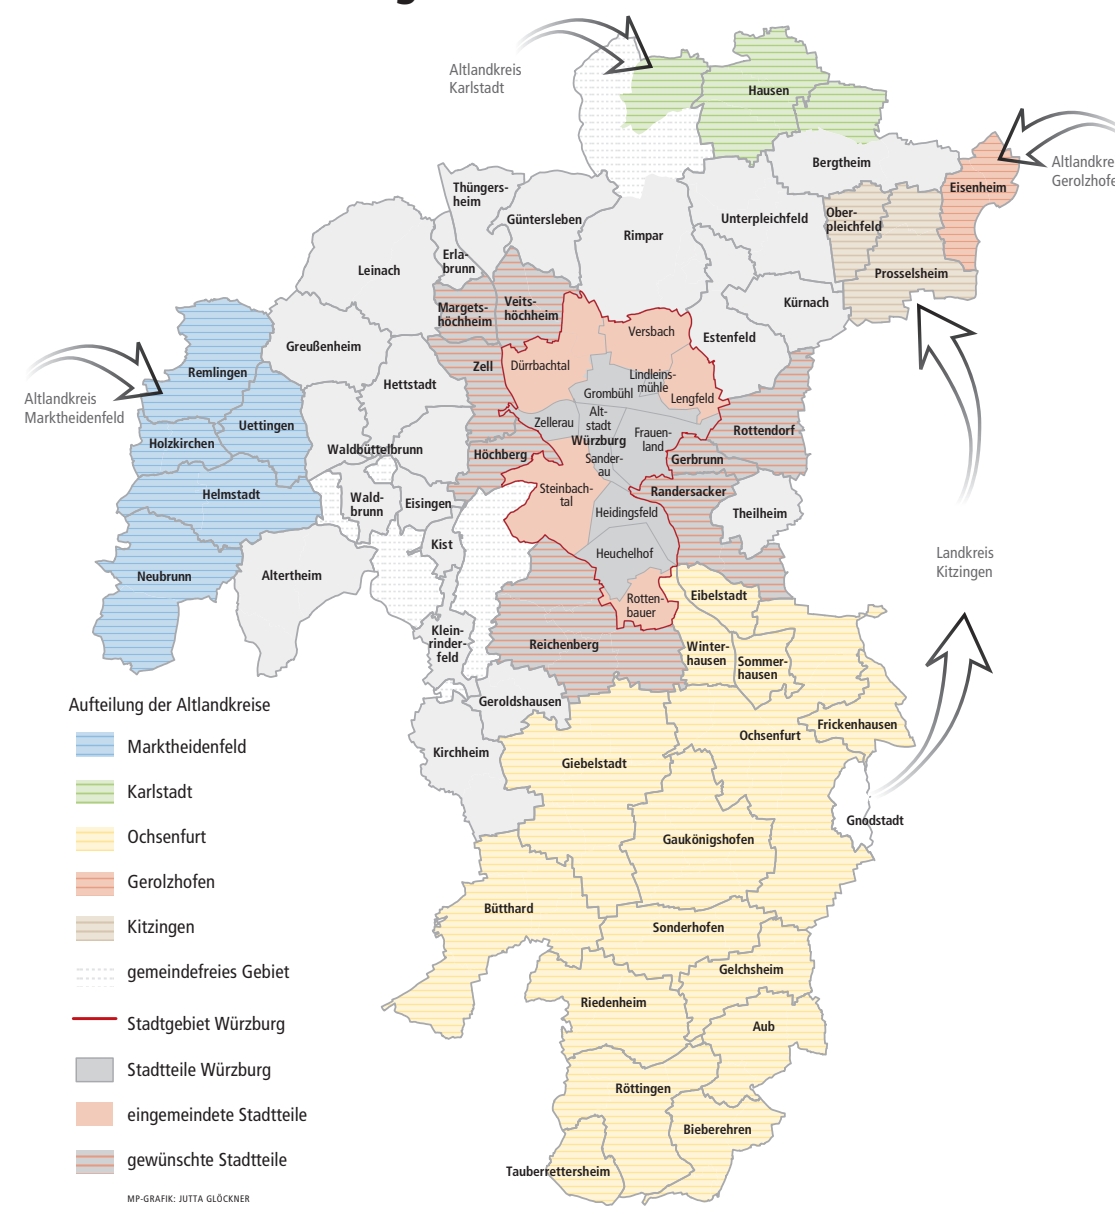 Altlandkreis
Karlstadt
Hausen
Altlandkre
Gerolzhofe
Bergtheim
Eisenheim
Thüngers-
heim
Güntersleben
Unterpleichfeld
Ober-
pleichfeld
Rimpar
Erla-
brunn
Leinach
Prosselsheim
Kürnach
Margets-
höchheim
Veits-
höchheim
Versbach
Estenfeld
Greußenheim
Zell
Dürrbachtal
Remlingen
Lindleins-
mühle
Hettstadt
Grombühl
Lengfeld
Altlandkreis
Marktheidenfeld
Uettingen
Holzkirchen
Zellerau
Alt-
stadt
Würzburg
Frauen-
land
Rottendorf
Waldbüttelbrunn
Höchberg
Sander-
au
Gerbrunn
Helmstadt
Wald-
brunn
Eisingen
Steinbach-
tal
Randersacker
Heidingsfeld
Theilheim
Kist
Heuchelhof
Landkreis
Kitzingen
Neubrunn
Altertheim
Rotten-
bauer
Eibelstadt
Klein-
rinder-
feld
Reichenberg
Winter-
hausen
Sommer-
hausen
Geroldshausen
Frickenhausen
Ochsenfurt
Kirchheim
Giebelstadt
Gnodstadt
Gaukönigshofen
Bütthard
Sonderhofen
Gelchsheim
Riedenheim
Aub
Röttingen
Bieberehren
Tauberrettersheim
Aufteilung der Altlandkreise
Marktheidenfeld
Karlstadt
Ochsenfurt
Gerolzhofen
Kitzingen
gemeindefreies Gebiet
Stadtgebiet Würzburg
Stadtteile Würzburg
eingemeindete Stadtteile
gewünschte Stadtteile
MP-GRAFIK: JUTTA GLÖCKNER